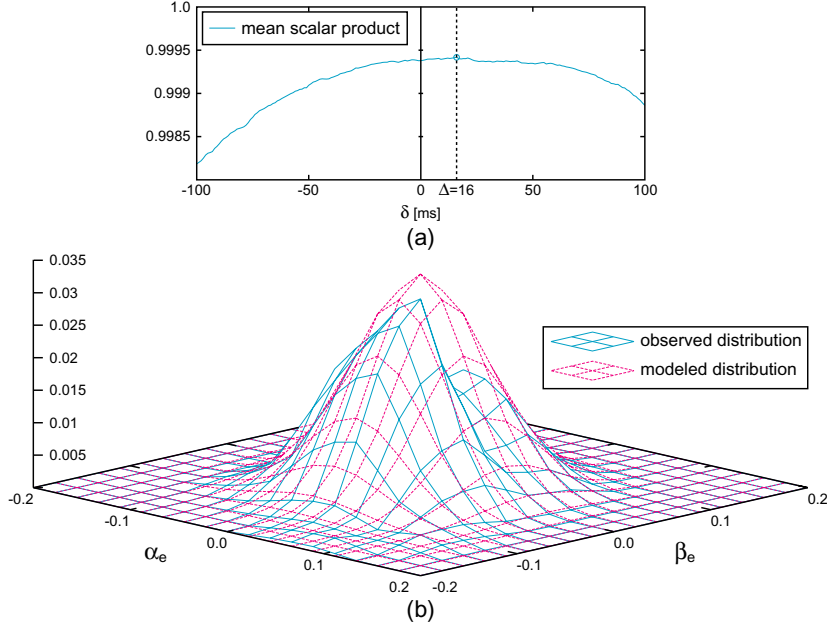 1.0
mean scalar product
0.9995
0.999
0.9985
-100 -50 0 Δ=16 50 100
δ [ms]
(a)
0.035
0.03
0.025
0.02
0.015
0.01
0.005
observed distribution
modeled distribution
-0.2 0.2
-0.1 0.1
0.0 0.0
0.1 -0.1
0.2 -0.2
αe βe
(b)